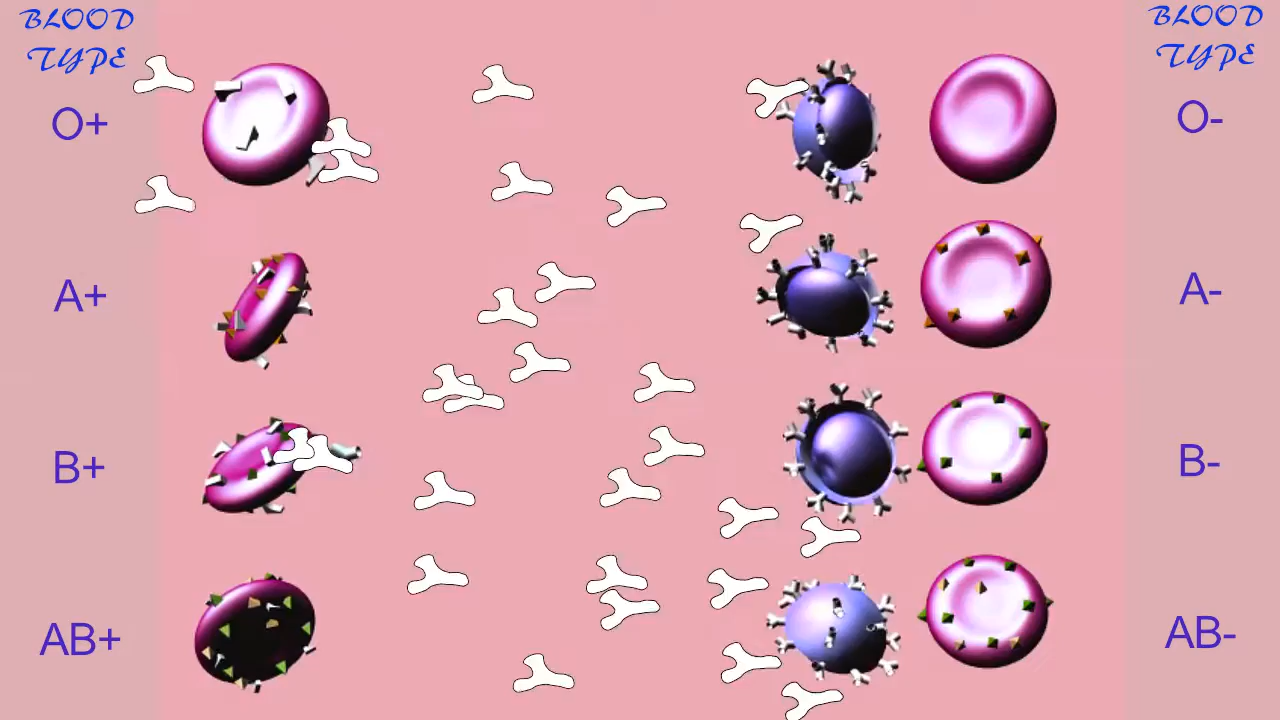 BLOOD
TYPE
O+
A+
B+
AB+
BLOOD
TYPE
O-
A-
B-
AB-